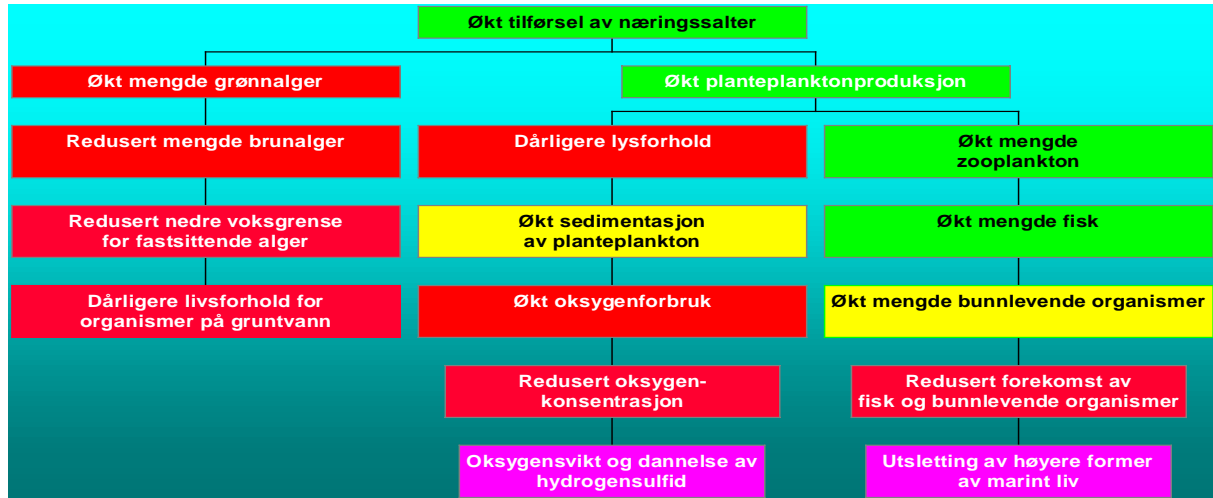 Økt tilførsel av næringssalter
Økt mengde grønnalger
Økt planteplanktonproduksjon
Redusert mengde brunalger
Dårligere lysforhold
Økt mengde
zooplankton
Redusert nedre voksgrense
for fastsittende alger
Økt sedimentasjon
av planteplankton
Økt mengde fisk
Dårligere livsforhold for
organismer på gruntvann
Økt oksygenforbruk
Økt mengde bunnlevende organismer
Redusert oksygen-
konsentrasjon
Redusert forekomst av
fisk og bunnlevende organismer
Oksygensvikt og dannelse av
hydrogensulfid
Utsletting av høyere former
av marint liv